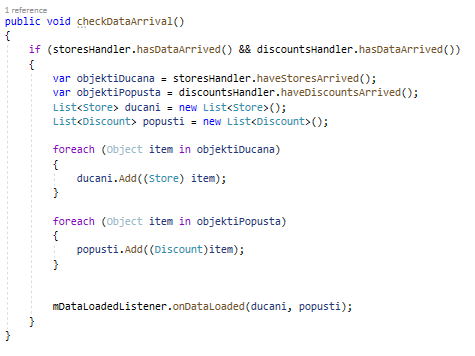 1 reference
public void checkDataArrival()
{
    if (storesHandler.hasDataArrived() && discountsHandler.hasDataArrived())
    {
        var objektiDucana = storesHandler.haveStoresArrived();
        var objektiPopusta = discountsHandler.haveDiscountsArrived();
        List<Store> ducani = new List<Store>();
        List<Discount> popusti = new List<Discount>();

        foreach (Object item in objektiDucana)
        {
            ducani.Add((Store) item);
        }

        foreach (Object item in objektiPopusta)
        {
            popusti.Add((Discount)item);
        }


        mDataLoadedListener.onDataLoaded(ducani, popusti);
    }
}